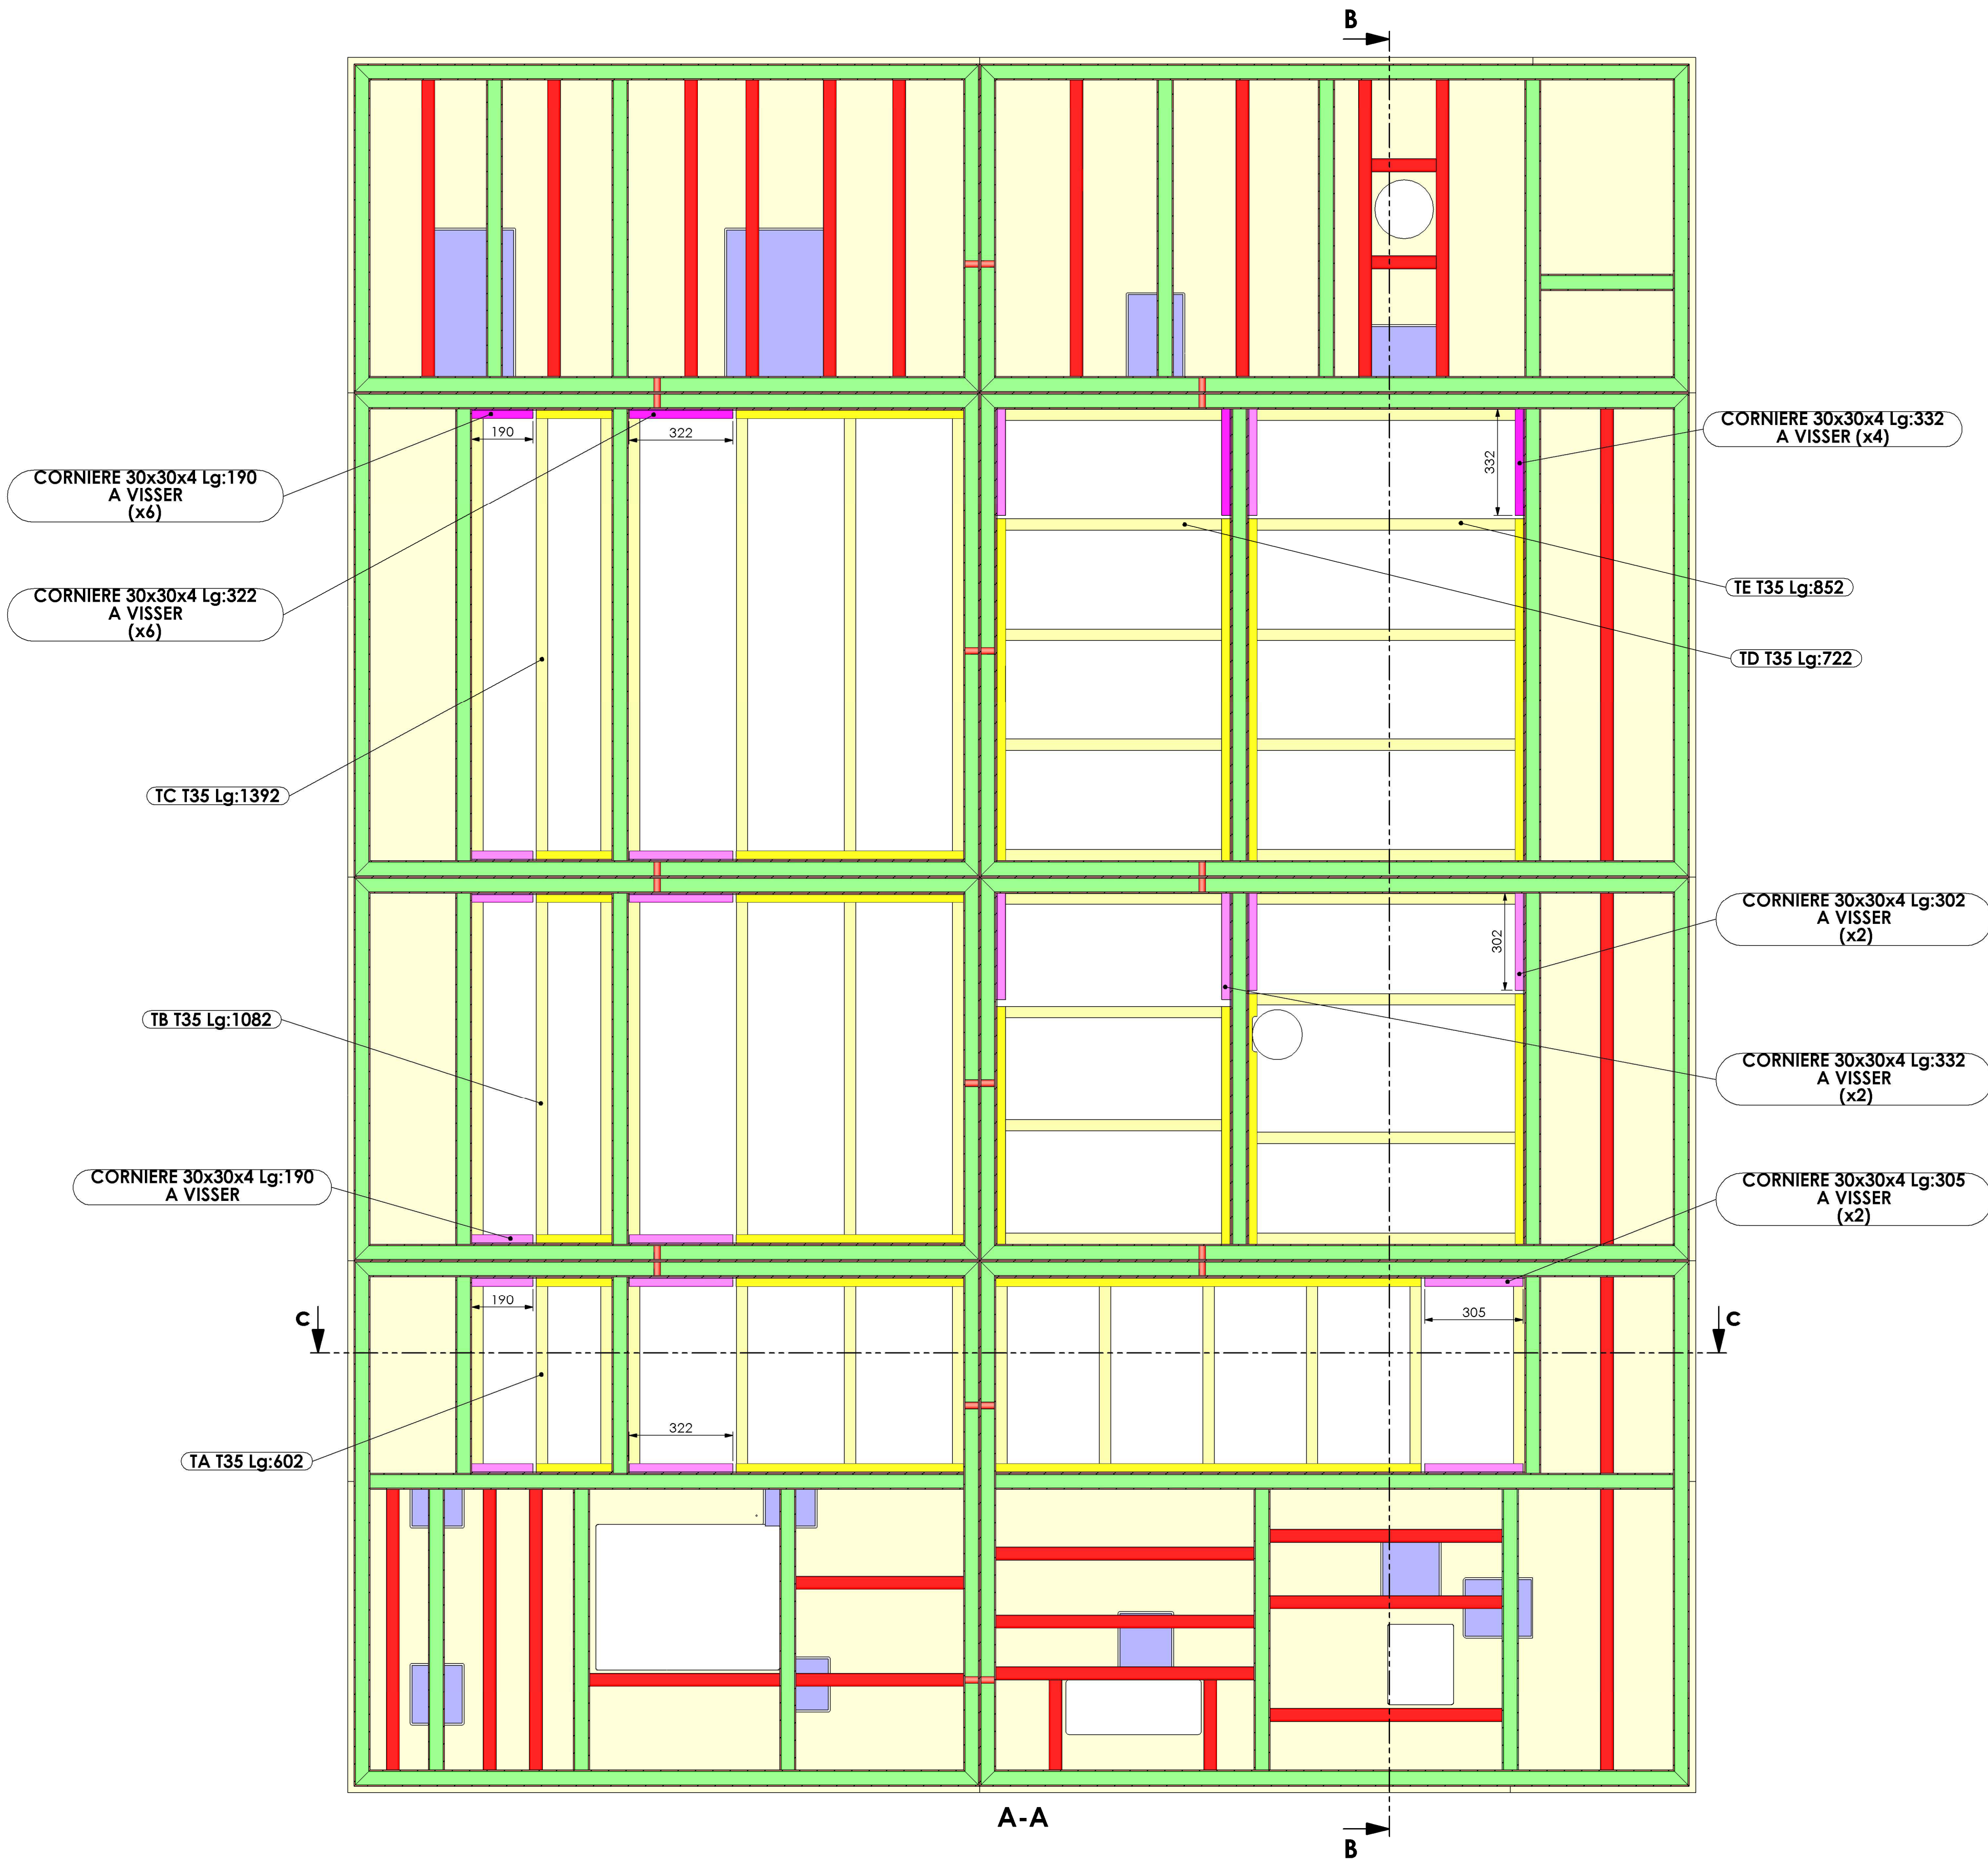 B
190
322
332
CORNIERE 30x30x4 Lg:332
A VISSER (x4)
CORNIERE 30x30x4 Lg:190
A VISSER
(x6)
CORNIERE 30x30x4 Lg:322
A VISSER
(x6)
TE T35 Lg:852
TD T35 Lg:722
TC T35 Lg:1392
302
CORNIERE 30x30x4 Lg:302
A VISSER
(x2)
TB T35 Lg:1082
CORNIERE 30x30x4 Lg:332
A VISSER
(x2)
CORNIERE 30x30x4 Lg:190
A VISSER
CORNIERE 30x30x4 Lg:305
A VISSER
(x2)
190
305
C
C
322
TA T35 Lg:602
A-A
B